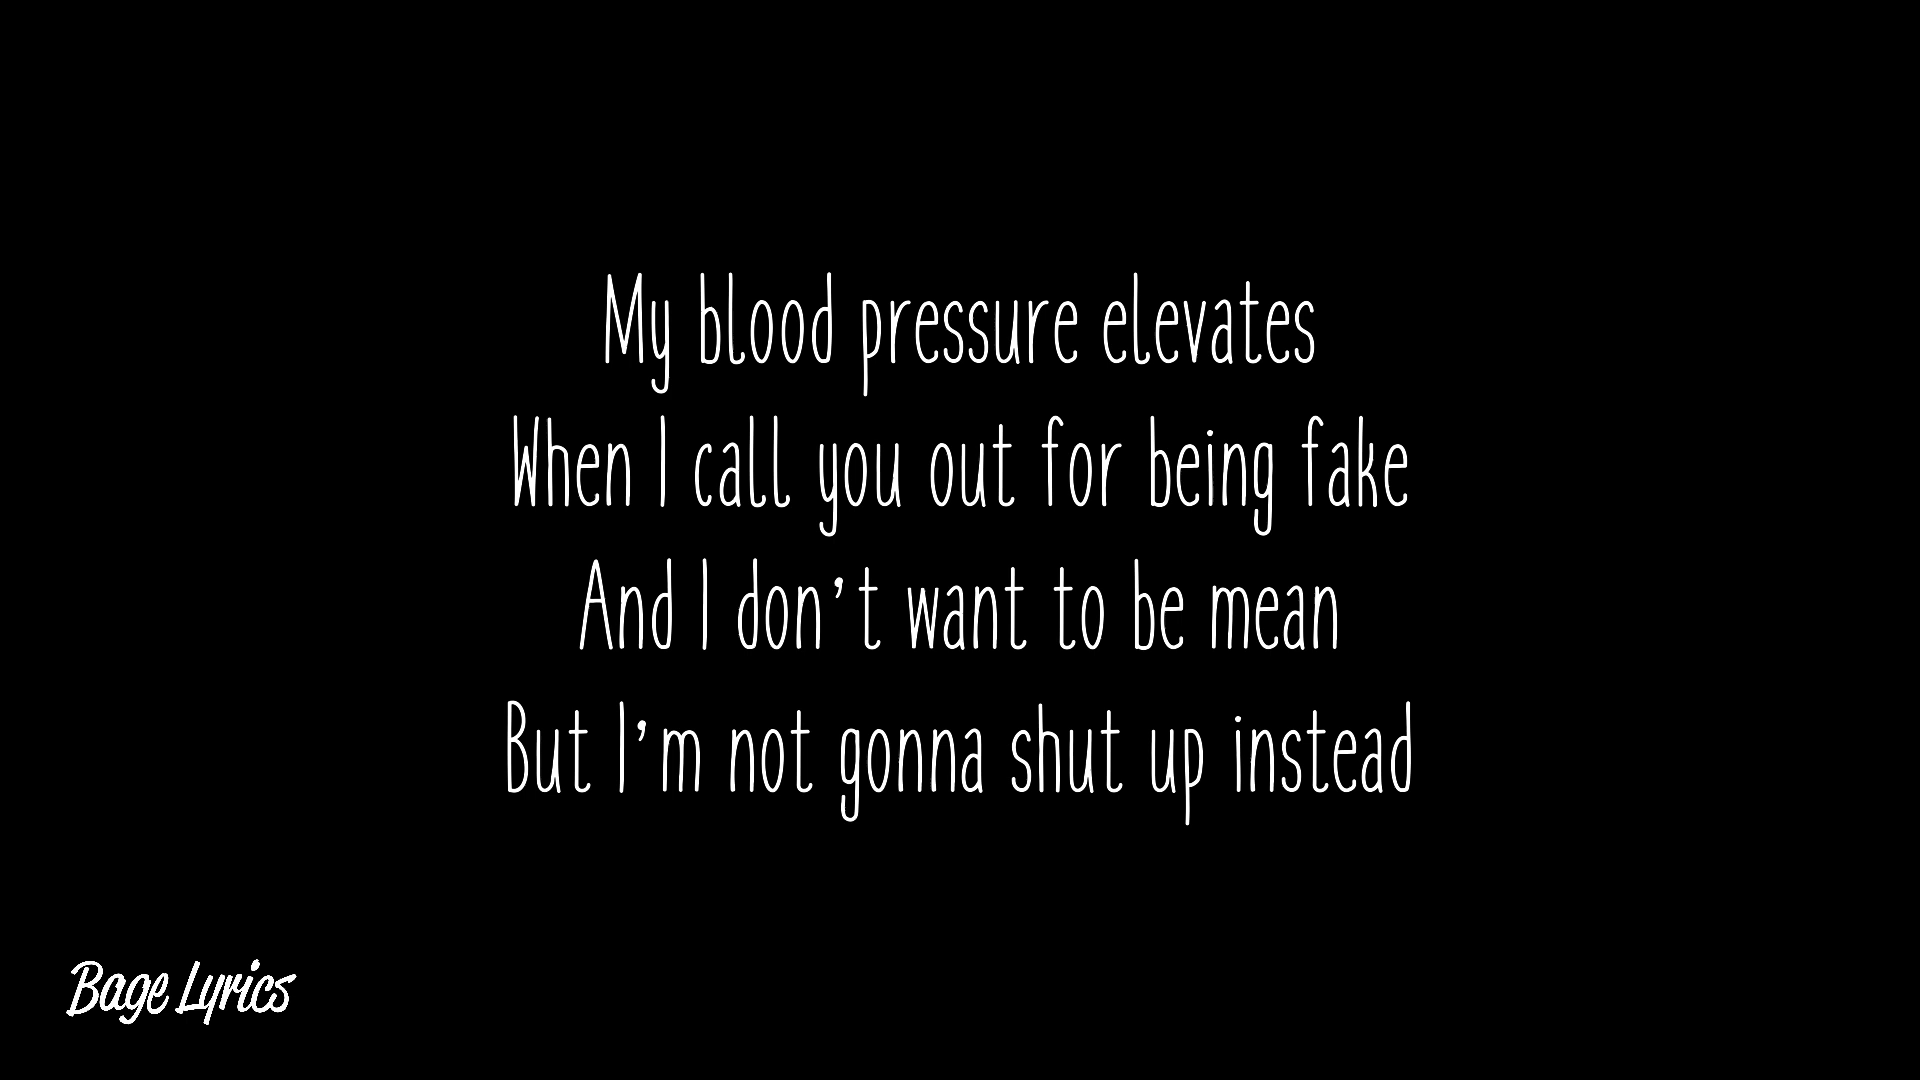 My blood pressure elevates
When I call you out for being fake
And I don't want to be mean
But I'm not gonna shut up instead
Bage Lyrics